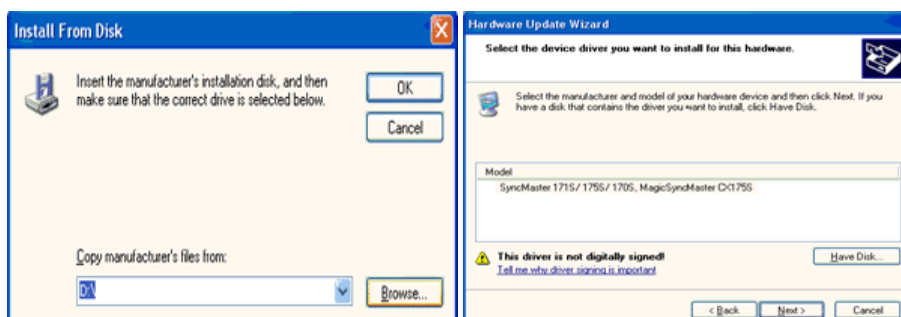 Install From Disk
Insert the manufacturer's installation disk, and then
make sure that the correct drive is selected below.
OK
Cancel
Copy manufacturer's files from:
D:\
Browse...
Hardware Update Wizard
Select the device driver you want to install for this hardware.
Select the manufacturer and model of your hardware device and then click Next. If you
have a disk that contains the driver you want to install, click Have Disk.
Model
SyncMaster 171S/ 175S/ 170S, MagicSyncMaster CX175S
This driver is not digitally signed!
Tell me why driver signing is important
Have Disk...
< Back
Next >
Cancel